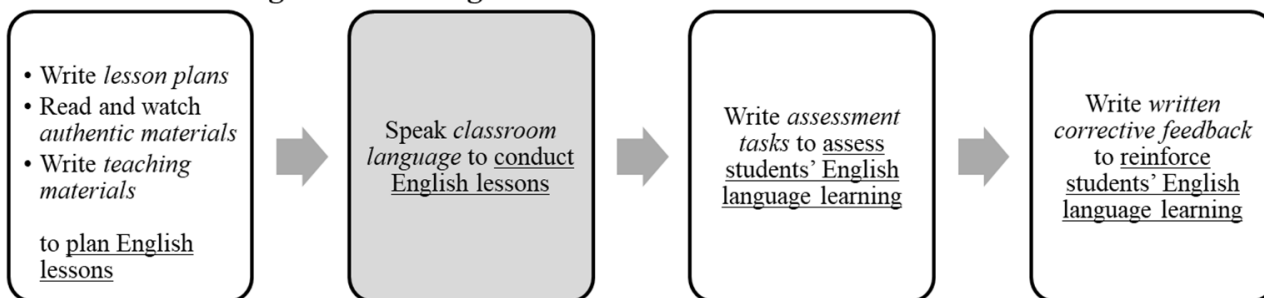 • Write lesson plans
• Read and watch
authentic materials
• Write teaching
materials
to plan English
lessons
Speak classroom
language to conduct
English lessons
Write assessment
tasks to assess
students' English
language learning
Write written
corrective feedback
to reinforce
students' English
language learning